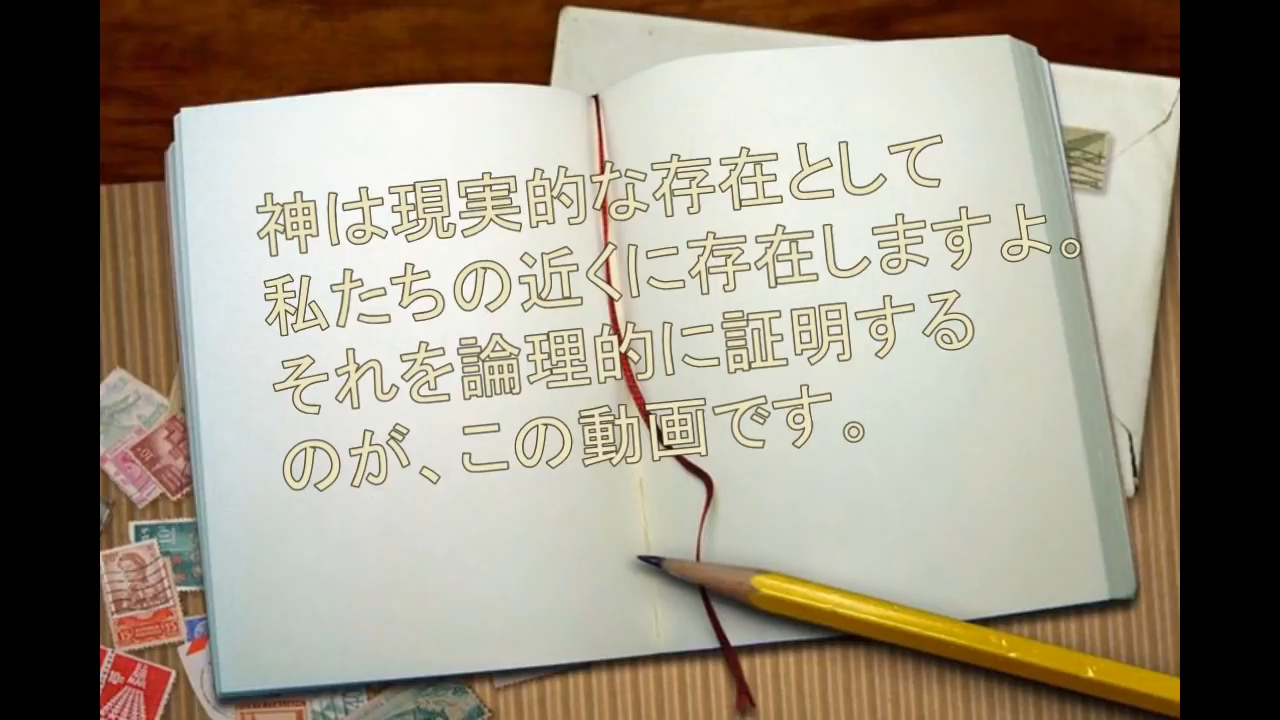 神は現実的な存在として
私たちの近くに存在しますよ。
それを論理的に証明する
のが、この動画です。